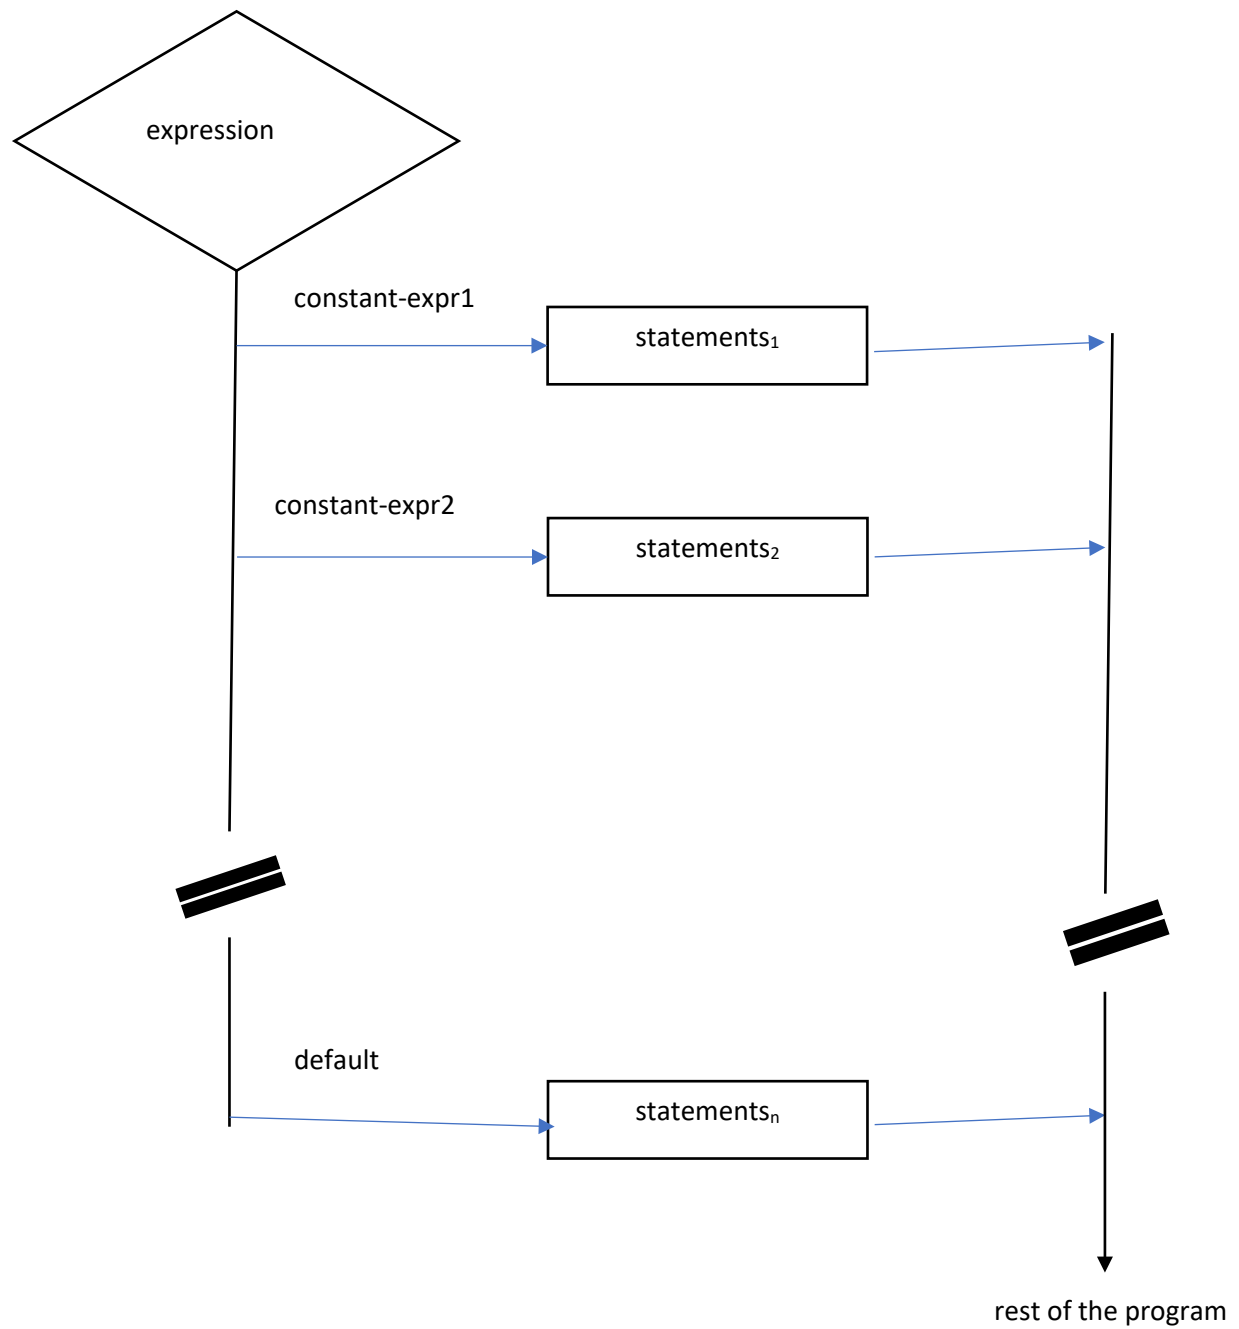 expression
constant-expr1
statements₁
constant-expr2
statements₂
default
statementsₙ
rest of the program